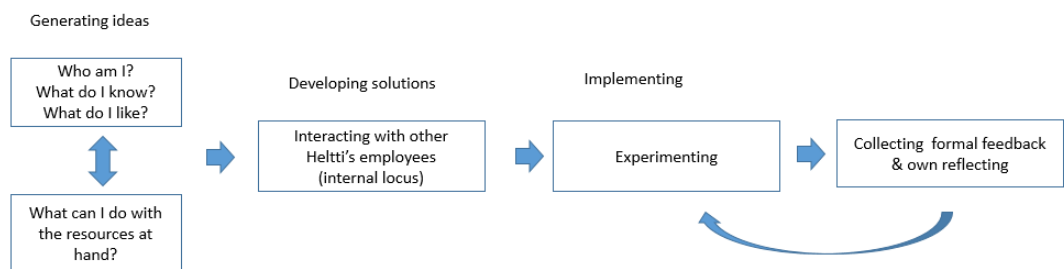 Generating ideas
Who am I?
What do I know?
What do I like?
What can I do with
the resources at
hand?
Developing solutions
Interacting with other
Heltti's employees
(internal locus)
Implementing
Experimenting
Collecting formal feedback
& own reflecting